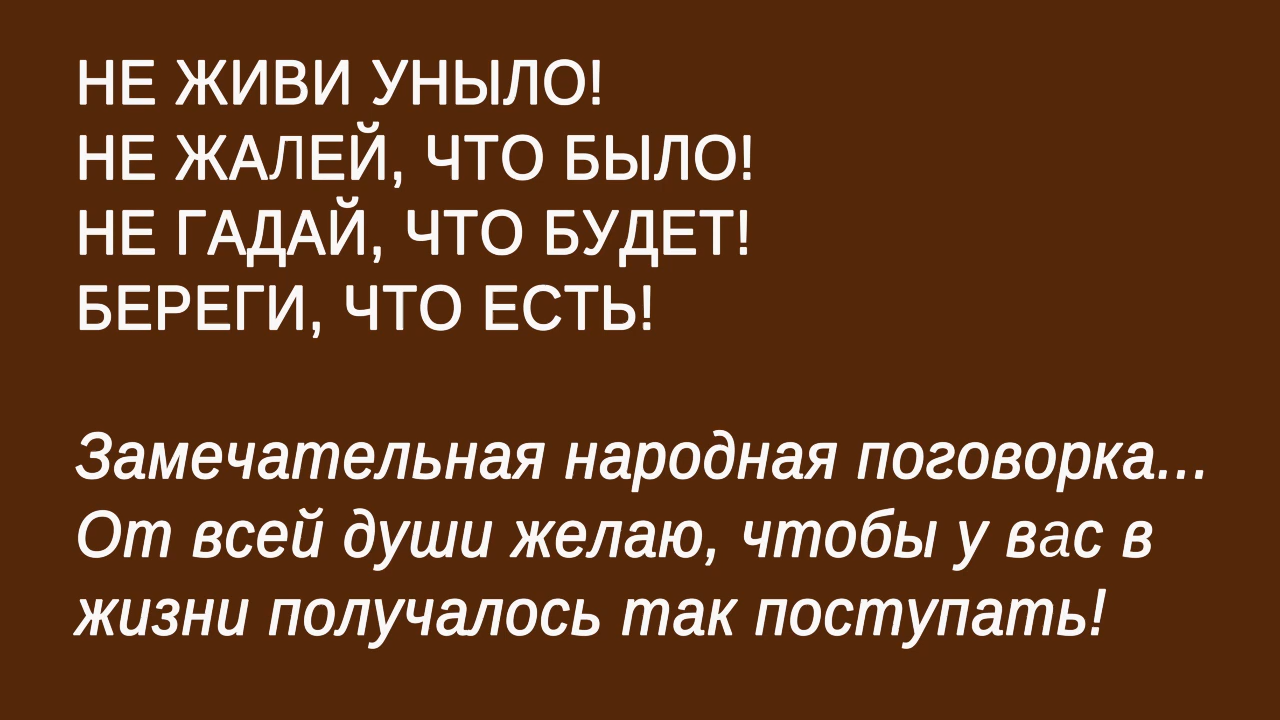 НЕ ЖИВИ УНЫЛО!
НЕ ЖАЛЕЙ, ЧТО БЫЛО!
НЕ ГАДАЙ, ЧТО БУДЕТ!
БЕРЕГИ, ЧТО ЕСТЬ!
Замечательная народная поговорка...
От всей души желаю, чтобы у вас в
жизни получалось так поступать!